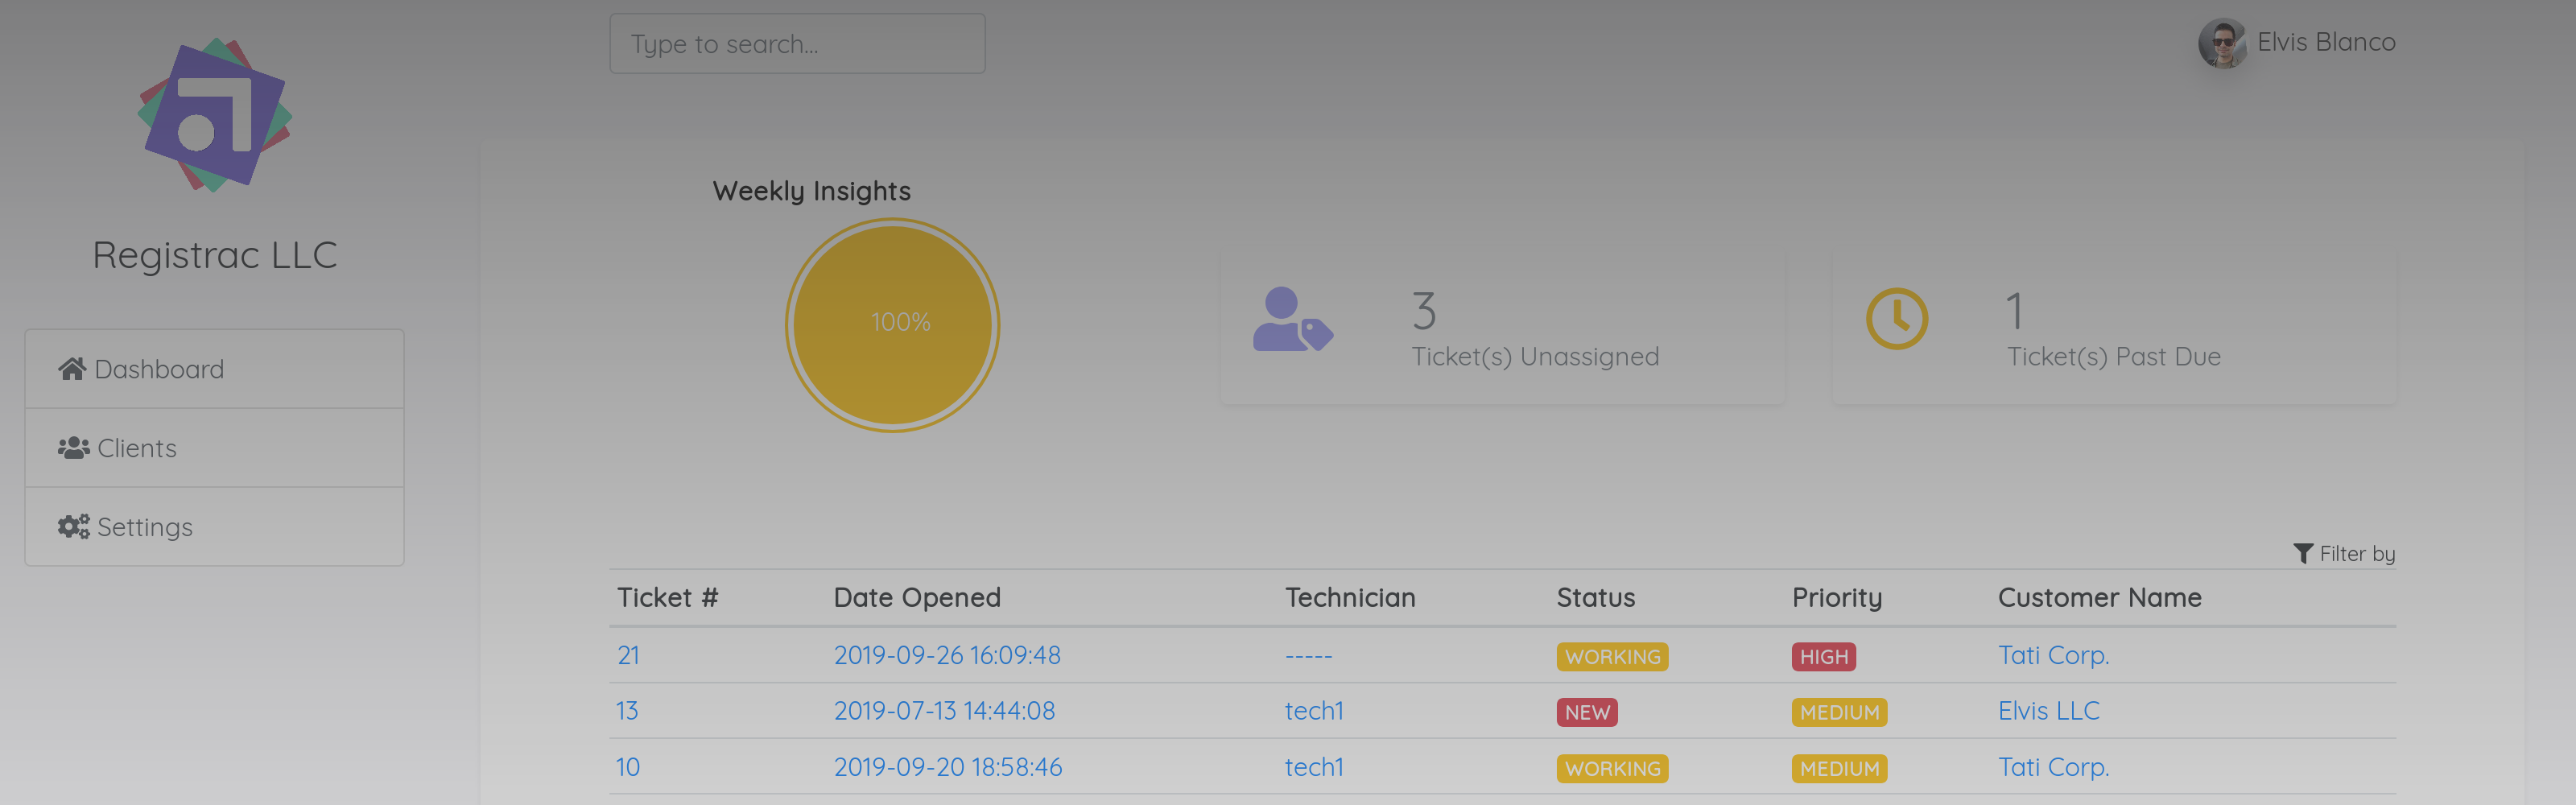 Type to search...
Elvis Blanco
Registrac LLC
Dashboard
Clients
Settings
Weekly Insights
100%
3
Ticket(s) Unassigned
1
Ticket(s) Past Due
Filter by
Ticket # Date Opened Technician Status Priority Customer Name
21 2019-09-26 16:09:48 ----- WORKING HIGH Tati Corp.
13 2019-07-13 14:44:08 tech1 NEW MEDIUM Elvis LLC
10 2019-09-20 18:58:46 tech1 WORKING MEDIUM Tati Corp.